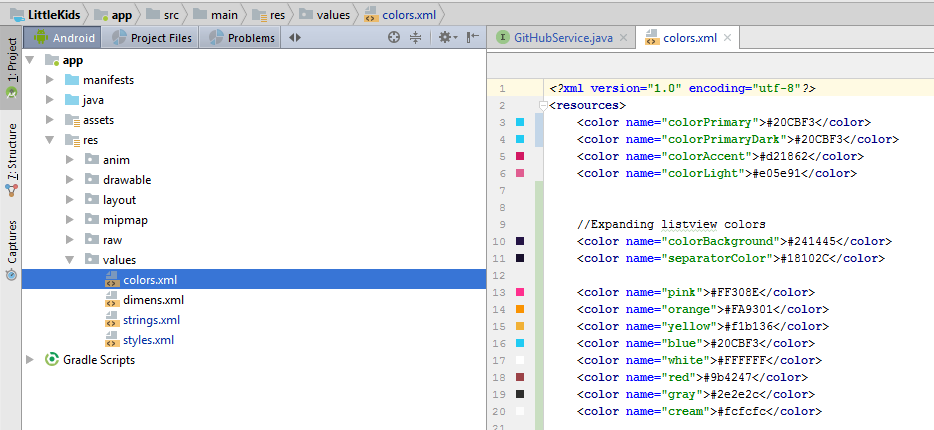 LittleKids app src main res values colors.xml
Android Project Files Problems
GitHubService.java colors.xml
1: Project
7: Structure
Captures
app
manifests
java
assets
res
anim
drawable
layout
mipmap
raw
values
colors.xml
dimens.xml
strings.xml
styles.xml
Gradle Scripts
1 <?xml version="1.0" encoding="utf-8"?>
2 <resources>
3 <color name="colorPrimary">#20CBF3</color>
4 <color name="colorPrimaryDark">#20CBF3</color>
5 <color name="colorAccent">#d21862</color>
6 <color name="colorLight">#e05e91</color>
7
8
9 //Expanding listview colors
10 <color name="colorBackground">#241445</color>
11 <color name="separatorColor">#18102C</color>
12
13 <color name="pink">#FF308E</color>
14 <color name="orange">#FA9301</color>
15 <color name="yellow">#f1b136</color>
16 <color name="blue">#20CBF3</color>
17 <color name="white">#FFFFFF</color>
18 <color name="red">#9b4247</color>
19 <color name="gray">#2e2e2c</color>
20 <color name="cream">#fcfcfc</color>
21